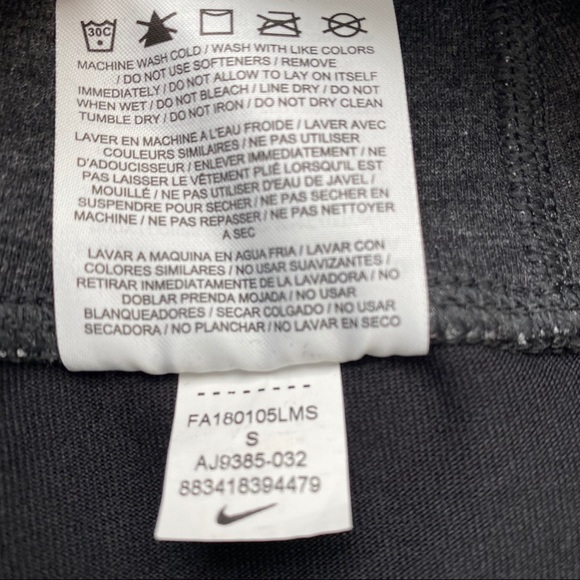 30C
MACHINE WASH COLD / WASH WITH LIKE COLORS
/ DO NOT USE SOFTENERS / REMOVE
IMMEDIATELY / DO NOT ALLOW TO LAY ON ITSELF
WHEN WET / DO NOT BLEACH / LINE DRY / DO NOT
TUMBLE DRY / DO NOT IRON / DO NOT DRY CLEAN
LAVER EN MACHINE A L'EAU FROIDE / LAVER AVEC
COULEURS SIMILAIRES / NE PAS UTILISER
D'ADOUCISSEUR / ENLEVER IMMEDIATEMENT / NE
PAS LAISSER LE VÊTEMENT PLIÉ LORSQU'IL EST
MOUILLÉ / NE PAS UTILISER D'EAU DE JAVEL /
SUSPENDRE POUR SECHER / NE PAS SECHER EN
MACHINE / NE PAS REPASSER / NE PAS NETTOYER
A SEC
LAVAR A MAQUINA EN AGUA FRIA / LAVAR CON
COLORES SIMILARES / NO USAR SUAVIZANTES /
RETIRAR INMEDIATAMENTE DE LA LAVADORA / NO
DOBLAR PRENDA MOJADA / NO USAR
BLANQUEADORES / SECAR COLGADO / NO USAR
SECADORA / NO PLANCHAR / NO LAVAR EN SECO
--------
FA180105LMS
S
AJ9385-032
883418394479